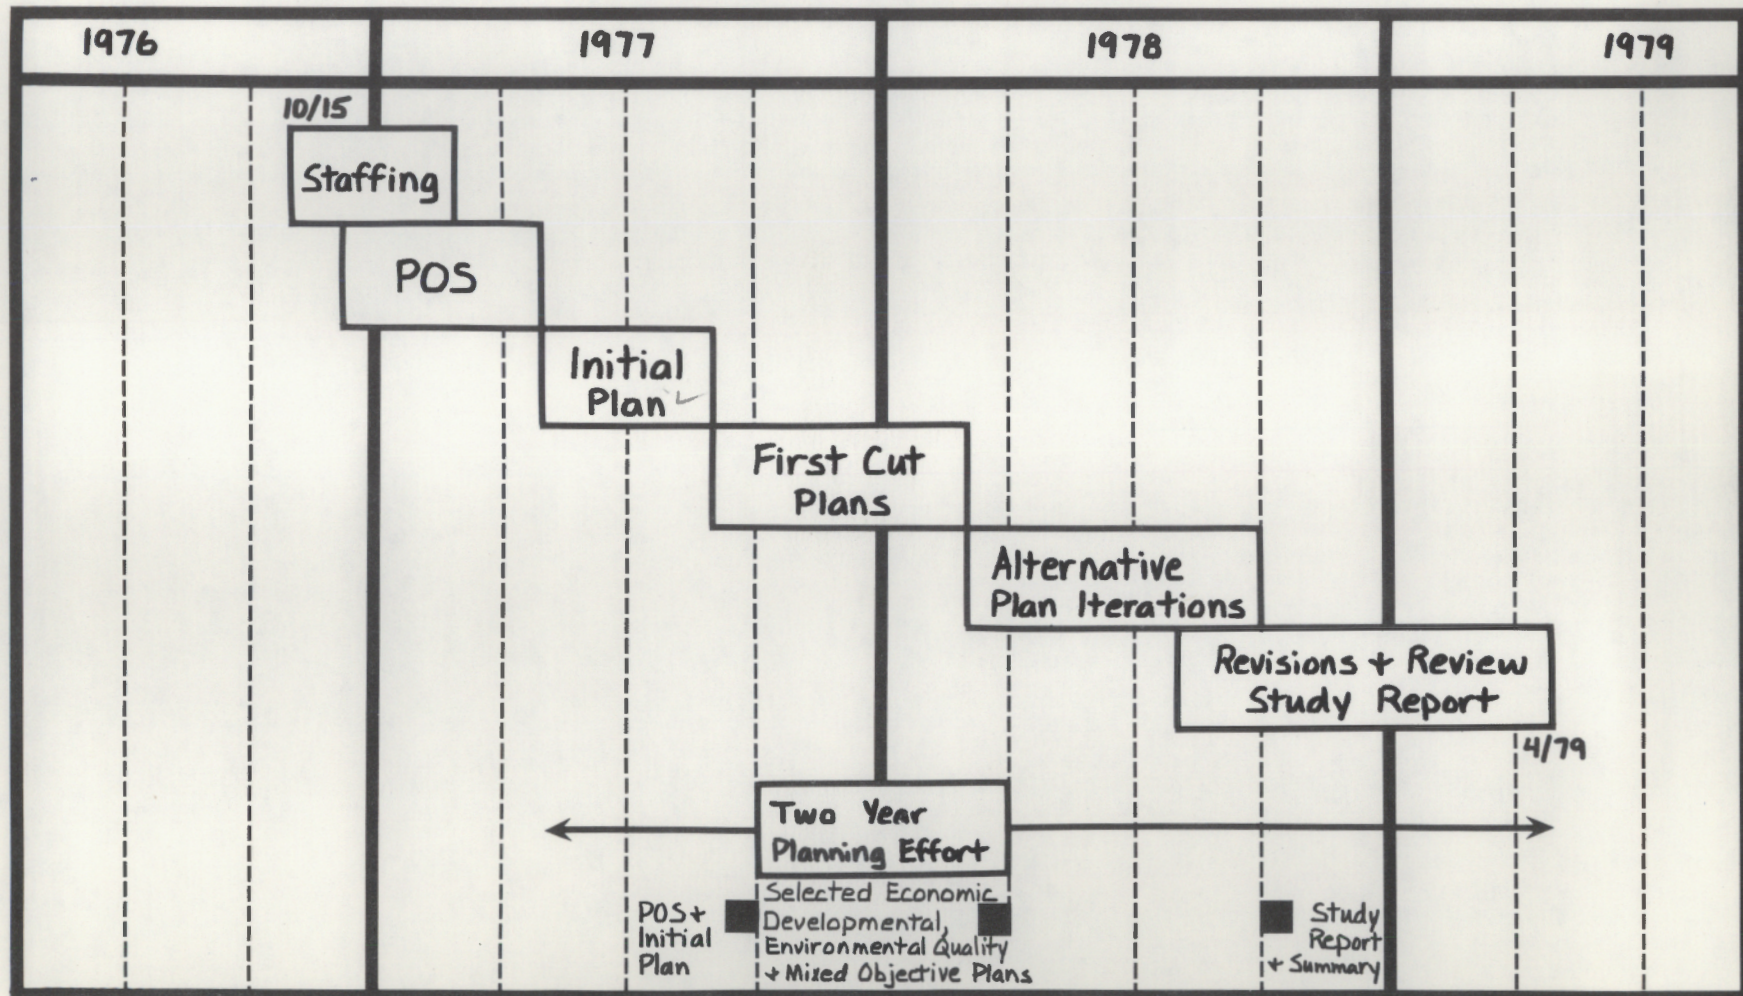 1976
1977
1978
1979
10/15
Staffing
POS
Initial
Plan
First Cut
Plans
Alternative
Plan Iterations
Revisions + Review
Study Report
4/79
Two Year
Planning Effort
POS +
Initial
Plan
Selected Economic
Developmental,
Environmental Quality
+ Mixed Objective Plans
Study
Report
+ Summary